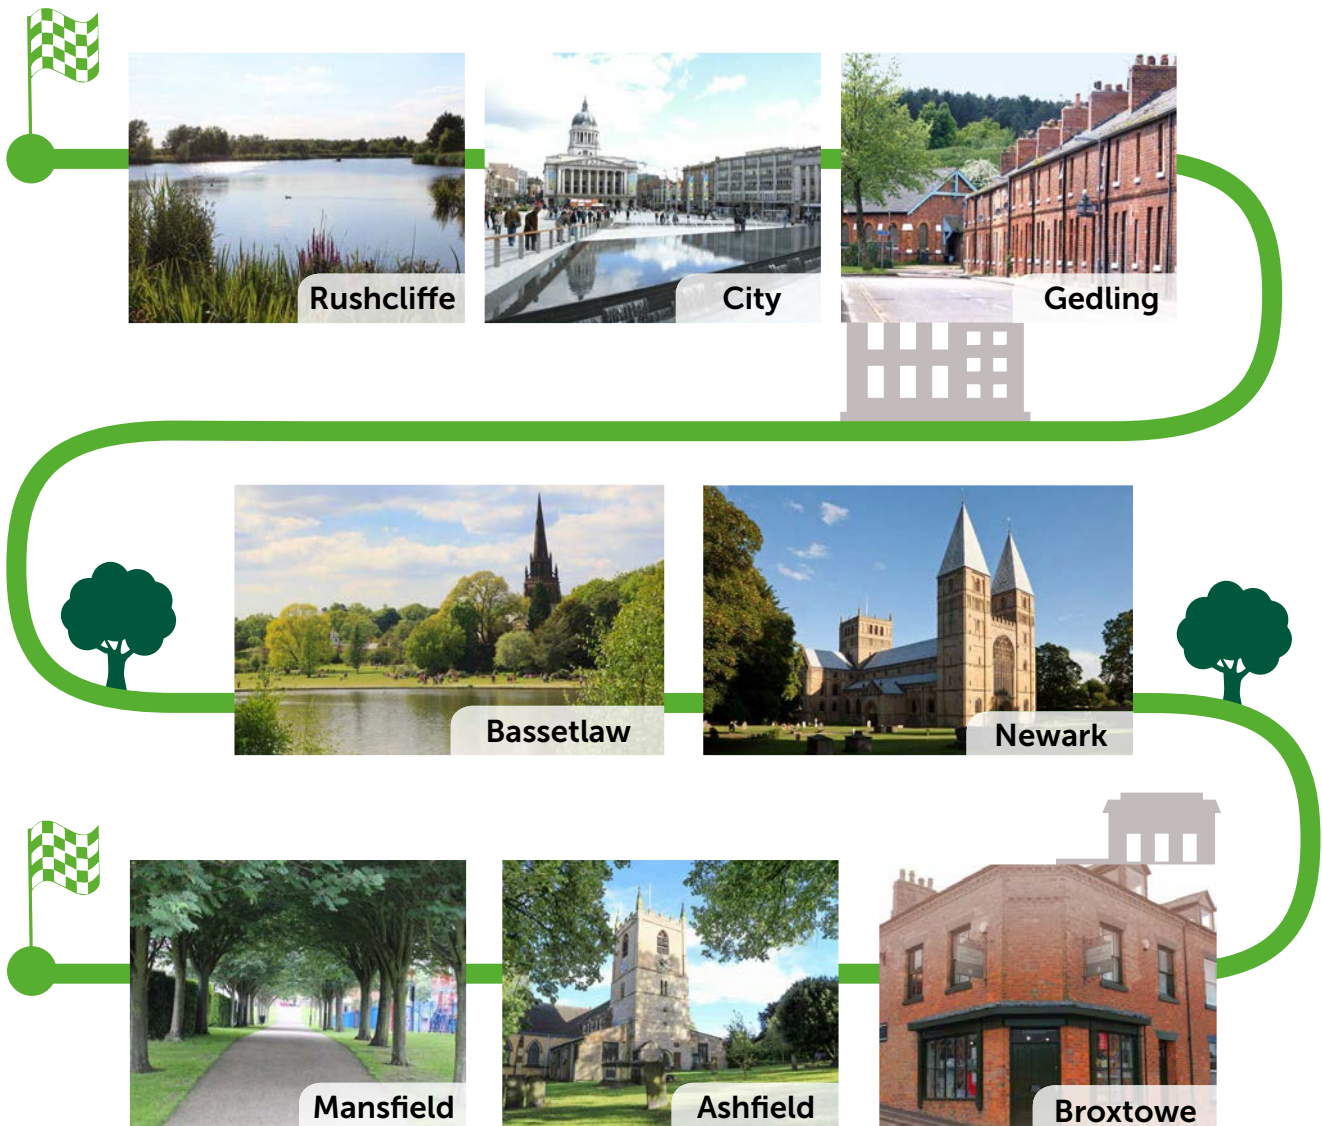 Rushcliffe
City
Gedling
Bassetlaw
Newark
Mansfield
Ashfield
Broxtowe